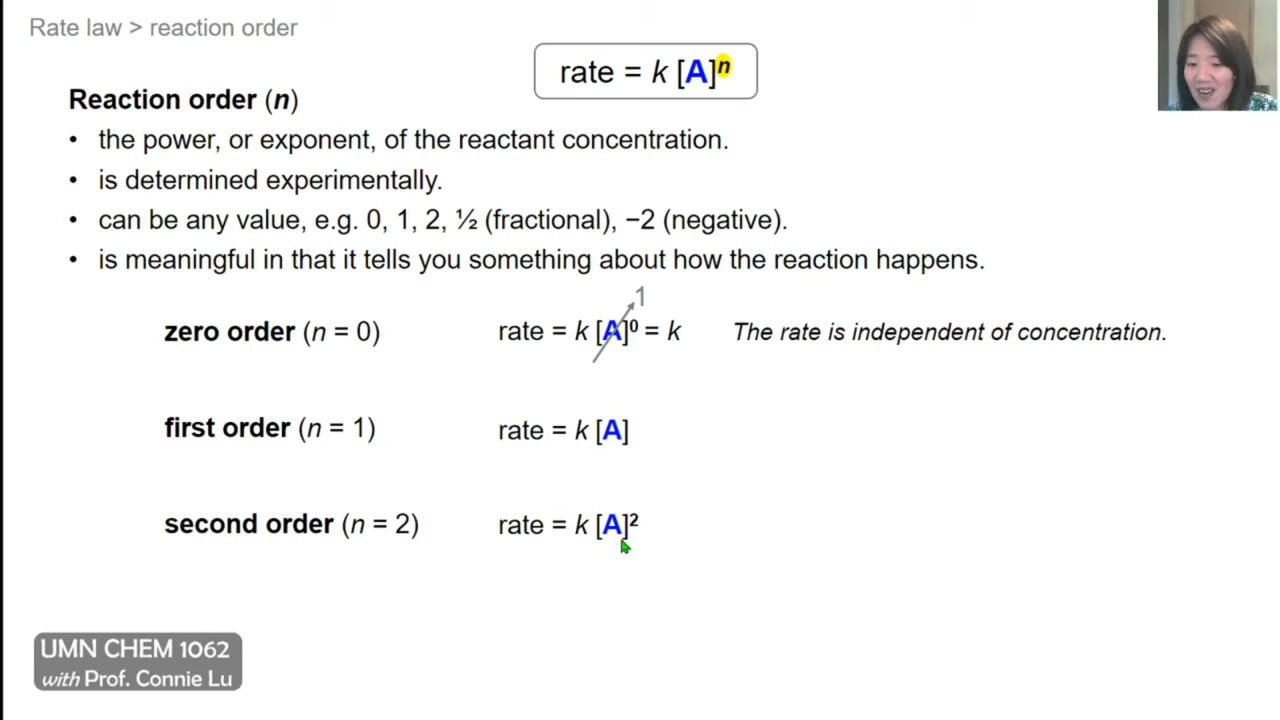 Rate law > reaction order
rate = k [A]ⁿ
Reaction order (n)
• the power, or exponent, of the reactant concentration.
• is determined experimentally.
• can be any value, e.g. 0, 1, 2, ½ (fractional), −2 (negative).
• is meaningful in that it tells you something about how the reaction happens.
1
zero order (n = 0) rate = k [A]⁰ = k The rate is independent of concentration.
first order (n = 1) rate = k [A]
second order (n = 2) rate = k [A]²
UMN CHEM 1062
with Prof. Connie Lu